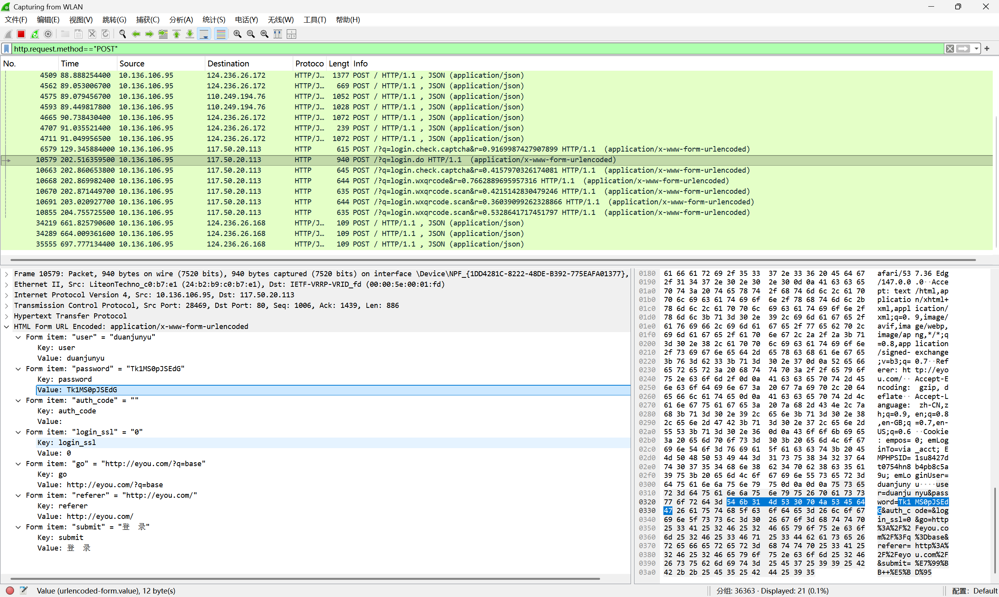 Capturing from WLAN
文件(F) 编辑(E) 视图(V) 跳转(G) 捕获(C) 分析(A) 统计(S) 电话(Y) 无线(W) 工具(T) 帮助(H)
http.request.method=="POST"
No. Time Source Destination Protoco Lengt Info
4509 88.888254400 10.136.106.95 124.236.26.172 HTTP/J… 1377 POST / HTTP/1.1 , JSON (application/json)
4562 89.053006700 10.136.106.95 124.236.26.172 HTTP/J… 669 POST / HTTP/1.1 , JSON (application/json)
4575 89.079456700 10.136.106.95 110.249.194.76 HTTP/J… 1052 POST / HTTP/1.1 , JSON (application/json)
4593 89.449817800 10.136.106.95 110.249.194.76 HTTP/J… 1028 POST / HTTP/1.1 , JSON (application/json)
4665 90.738430400 10.136.106.95 124.236.26.172 HTTP/J… 1072 POST / HTTP/1.1 , JSON (application/json)
4707 91.035521400 10.136.106.95 124.236.26.172 HTTP/J… 239 POST / HTTP/1.1 , JSON (application/json)
4711 91.049956500 10.136.106.95 124.236.26.172 HTTP/J… 1072 POST / HTTP/1.1 , JSON (application/json)
6579 129.345884000 10.136.106.95 117.50.20.113 HTTP 615 POST /?q=login.check.captcha&r=0.9169987427907899 HTTP/1.1 (application/x-www-form-urlencoded)
10579 202.516359500 10.136.106.95 117.50.20.113 HTTP 940 POST /?q=login.do HTTP/1.1 (application/x-www-form-urlencoded)
10663 202.860653800 10.136.106.95 117.50.20.113 HTTP 645 POST /?q=login.check.captcha&r=0.4157970326174081 HTTP/1.1 (application/x-www-form-urlencoded)
10668 202.869982400 10.136.106.95 117.50.20.113 HTTP 644 POST /?q=login.wxqrcode&r=0.7662889695957316 HTTP/1.1 (application/x-www-form-urlencoded)
10670 202.871449700 10.136.106.95 117.50.20.113 HTTP 635 POST /?q=login.wxqrcode.scan&r=0.4215142830479246 HTTP/1.1 (application/x-www-form-urlencoded)
10691 203.020927700 10.136.106.95 117.50.20.113 HTTP 644 POST /?q=login.wxqrcode.scan&r=0.36039099262328866 HTTP/1.1 (application/x-www-form-urlencoded)
10855 204.755725500 10.136.106.95 117.50.20.113 HTTP 635 POST /?q=login.wxqrcode.scan&r=0.5328641717451797 HTTP/1.1 (application/x-www-form-urlencoded)
34219 661.825790600 10.136.106.95 124.236.26.168 HTTP/J… 109 POST / HTTP/1.1 , JSON (application/json)
34289 664.009361600 10.136.106.95 124.236.26.168 HTTP/J… 109 POST / HTTP/1.1 , JSON (application/json)
35555 697.777134400 10.136.106.95 124.236.26.168 HTTP/J… 109 POST / HTTP/1.1 , JSON (application/json)
Frame 10579: Packet, 940 bytes on wire (7520 bits), 940 bytes captured (7520 bits) on interface \Device\NPF_{1DD4281C-8222-48DE-B392-775EAFA01377},
Ethernet II, Src: LiteonTechno_c0:b7:e1 (24:b2:b9:c0:b7:e1), Dst: IETF-VRRP-VRID_fd (00:00:5e:00:01:fd)
Internet Protocol Version 4, Src: 10.136.106.95, Dst: 117.50.20.113
Transmission Control Protocol, Src Port: 28469, Dst Port: 80, Seq: 1006, Ack: 1439, Len: 886
Hypertext Transfer Protocol
HTML Form URL Encoded: application/x-www-form-urlencoded
Form item: "user" = "duanjunyu"
Key: user
Value: duanjunyu
Form item: "password" = "Tk1MS0pJSEdG"
Key: password
Value: Tk1MS0pJSEdG
Form item: "auth_code" = ""
Key: auth_code
Value:
Form item: "login_ssl" = "0"
Key: login_ssl
Value: 0
Form item: "go" = "http://eyou.com/?q=base"
Key: go
Value: http://eyou.com/?q=base
Form item: "referer" = "http://eyou.com/"
Key: referer
Value: http://eyou.com/
Form item: "submit" = "登  录"
Key: submit
Value: 登  录
0180 61 66 61 72 69 2f 35 33 37 2e 33 36 20 45 64 67 afari/53 7.36 Edg
0190 2f 31 34 37 2e 30 2e 30 2e 30 0d 0a 41 63 63 65 /147.0.0 .0··Acce
01a0 70 74 3a 20 74 65 78 74 2f 68 74 6d 6c 2c 61 70 pt: text /html,ap
01b0 70 6c 69 63 61 74 69 6f 6e 2f 78 68 74 6d 6c 2b plicatio n/xhtml+
01c0 78 6d 6c 2c 61 70 70 6c 69 63 61 74 69 6f 6e 2f xml,appl ication/
01d0 78 6d 6c 3b 71 3d 30 2e 39 2c 69 6d 61 67 65 2f xml;q=0. 9,image/
01e0 61 76 69 66 2c 69 6d 61 67 65 2f 77 65 62 70 2c avif,ima ge/webp,
01f0 69 6d 61 67 65 2f 61 70 6e 67 2c 2a 2f 2a 3b 71 image/ap ng,*/*;q
0200 3d 30 2e 38 2c 61 70 70 6c 69 63 61 74 69 6f 6e =0.8,app lication
0210 2f 73 69 67 6e 65 64 2d 65 78 63 68 61 6e 67 65 /signed- exchange
0220 3b 76 3d 62 33 3b 71 3d 30 2e 37 0d 0a 52 65 66 ;v=b3;q= 0.7··Ref
0230 65 72 65 72 3a 20 68 74 74 70 3a 2f 2f 65 79 6f erer: ht tp://eyo
0240 75 2e 63 6f 6d 2f 0d 0a 41 63 63 65 70 74 2d 45 u.com/·· Accept-E
0250 6e 63 6f 64 69 6e 67 3a 20 67 7a 69 70 2c 20 64 ncoding: gzip, d
0260 65 66 6c 61 74 65 0d 0a 41 63 63 65 70 74 2d 4c eflate·· Accept-L
0270 61 6e 67 75 61 67 65 3a 20 7a 68 2d 43 4e 2c 7a anguage: zh-CN,z
0280 68 3b 71 3d 30 2e 39 2c 65 6e 3b 71 3d 30 2e 38 h;q=0.9, en;q=0.8
0290 2c 65 6e 2d 47 42 3b 71 3d 30 2e 37 2c 65 6e 2d ,en-GB;q =0.7,en-
02a0 55 53 3b 71 3d 30 2e 36 0d 0a 43 6f 6f 6b 69 65 US;q=0.6 ··Cookie
02b0 3a 20 65 6d 70 6f 73 3d 30 3b 20 65 6d 4c 6f 67 : empos= 0; emLog
02c0 69 6e 54 6f 3d 76 69 61 5f 61 63 63 74 3b 20 45 inTo=via _acct; E
02d0 4d 50 48 50 53 49 44 3d 31 73 75 38 34 32 37 64 MPHPSID= 1su8427d
02e0 74 30 37 35 34 68 6e 38 62 34 70 62 38 63 35 61 t0754hn8 b4pb8c5a
02f0 39 75 3b 20 65 6d 4c 6f 67 69 6e 55 73 65 72 3d 9u; emLo ginUser=
0300 64 75 61 6e 6a 75 6e 79 75 0d 0a 0d 0a 75 73 65 duanjuny u····use
0310 72 3d 64 75 61 6e 6a 75 6e 79 75 26 70 61 73 73 r=duanju nyu&pass
0320 77 6f 72 64 3d 54 6b 31 4d 53 30 70 4a 53 45 64 word=Tk1 MS0pJSEd
0330 47 26 61 75 74 68 5f 63 6f 64 65 3d 26 6c 6f 67 G&auth_c ode=&log
0340 69 6e 5f 73 73 6c 3d 30 26 67 6f 3d 68 74 74 70 in_ssl=0 &go=http
0350 25 33 41 25 32 46 25 32 46 65 79 6f 75 2e 63 6f %3A%2F%2 Feyou.co
0360 6d 25 32 46 25 33 46 71 25 33 44 62 61 73 65 26 m%2F%3Fq %3Dbase&
0370 72 65 66 65 72 65 72 3d 68 74 74 70 25 33 41 25 referer= http%3A%
0380 32 46 25 32 46 65 79 6f 75 2e 63 6f 6d 25 32 46 2F%2Feyo u.com%2F
0390 26 73 75 62 6d 69 74 3d 25 45 37 25 39 39 25 42 &submit= %E7%99%B
03a0 42 2b 2b 25 45 35 25 42 44 25 39 35 B++%E5%B D%95
Value (urlencoded-form.value), 12 byte(s) 分组: 36363 · Displayed: 21 (0.1%) 配置: Default